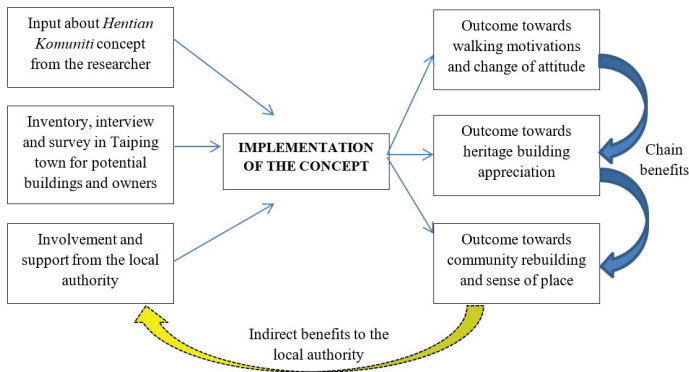 Input about Hentian
Komuniti concept
from the researcher
Inventory, interview
and survey in Taiping
town for potential
buildings and owners
Involvement and
support from the local
authority
IMPLEMENTATION
OF THE CONCEPT
Outcome towards
walking motivations
and change of attitude
Outcome towards
heritage building
appreciation
Outcome towards
community rebuilding
and sense of place
Chain
benefits
Indirect benefits to the
local authority